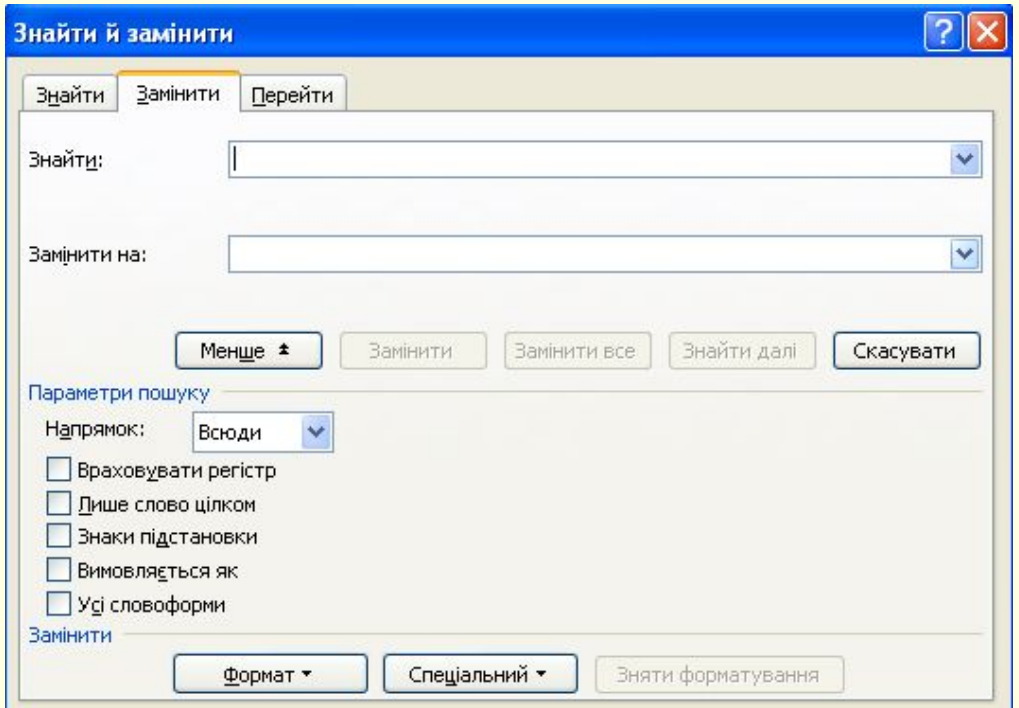 Знайти й замінити
Знайти Замінити Перейти
Знайти:
Замінити на:
Менше Замінити Замінити все Знайти далі Скасувати
Параметри пошуку
Напрямок: Всюди
Враховувати регістр
Лише слово цілком
Знаки підстановки
Вимовляється як
Усі словоформи
Замінити
Формат Спеціальний Зняти форматування